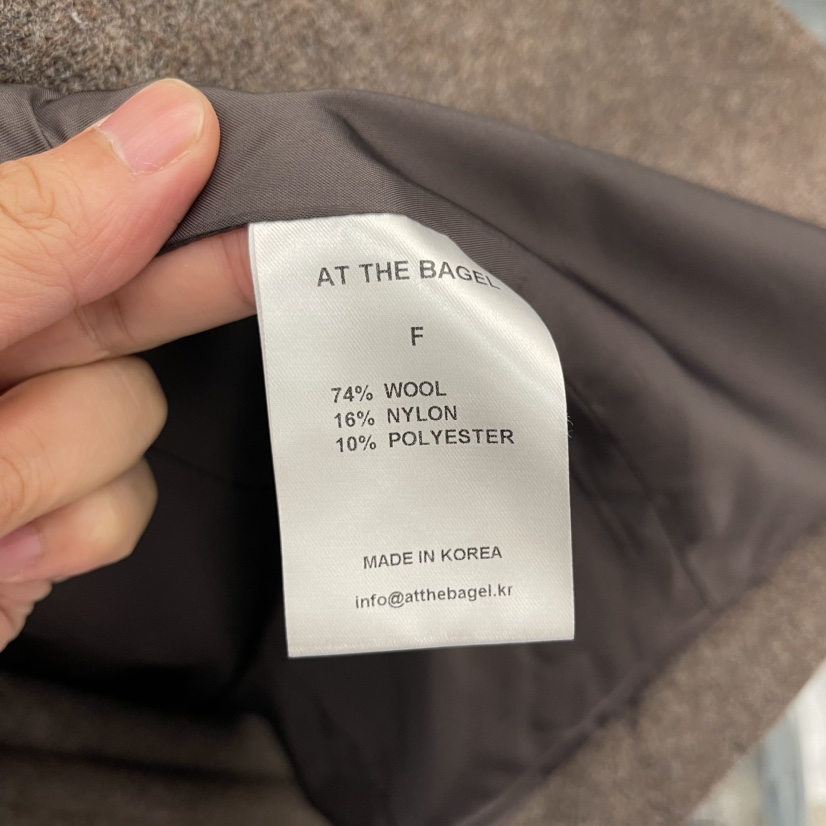 AT THE BAGEL
F
74% WOOL
16% NYLON
10% POLYESTER
MADE IN KOREA
info@atthebagel.kr